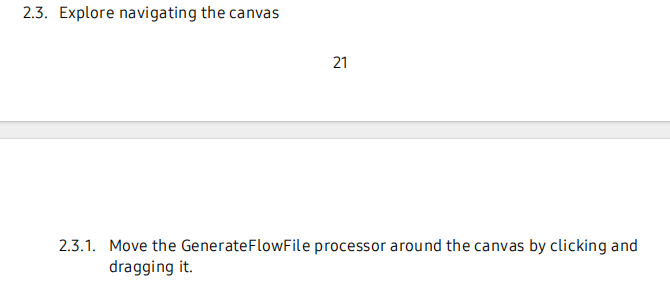 2.3. Explore navigating the canvas
21
2.3.1. Move the GenerateFlowFile processor around the canvas by clicking and
dragging it.